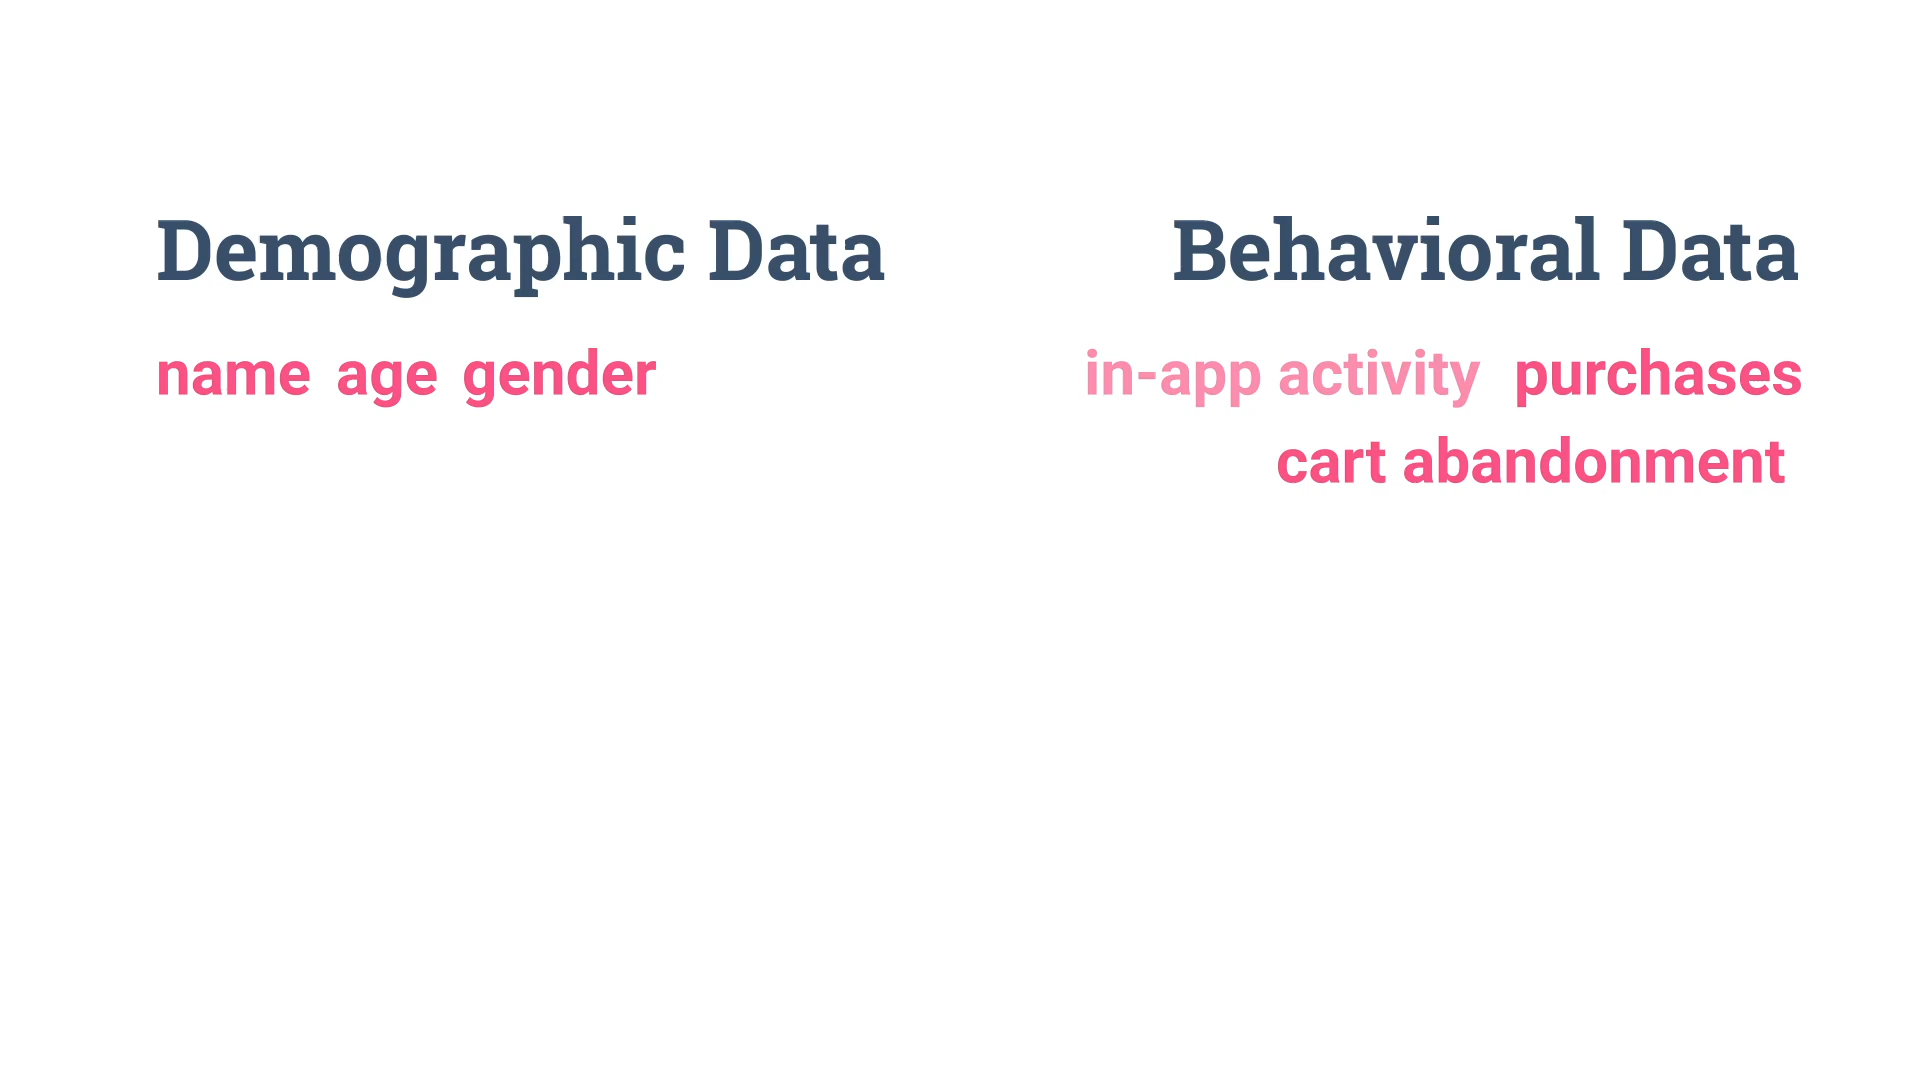 Demographic Data
name age gender
Behavioral Data
in-app activity purchases
cart abandonment